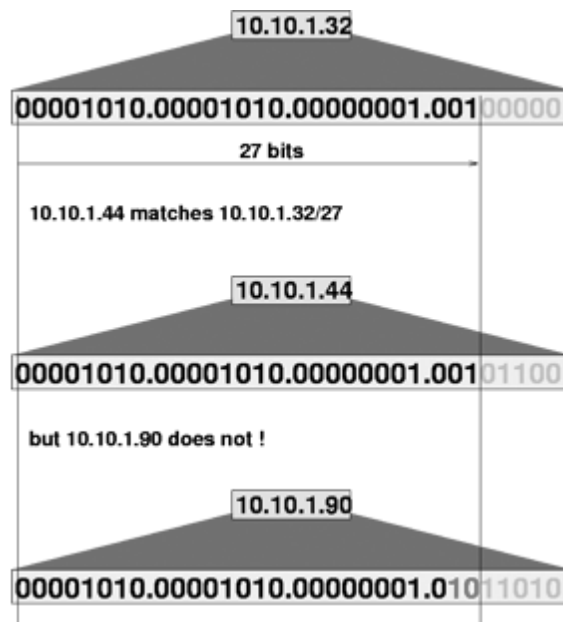 10.10.1.32
00001010.00001010.00000001.00100000
27 bits
10.10.1.44 matches 10.10.1.32/27
10.10.1.44
00001010.00001010.00000001.00101100
but 10.10.1.90 does not !
10.10.1.90
00001010.00001010.00000001.01011010